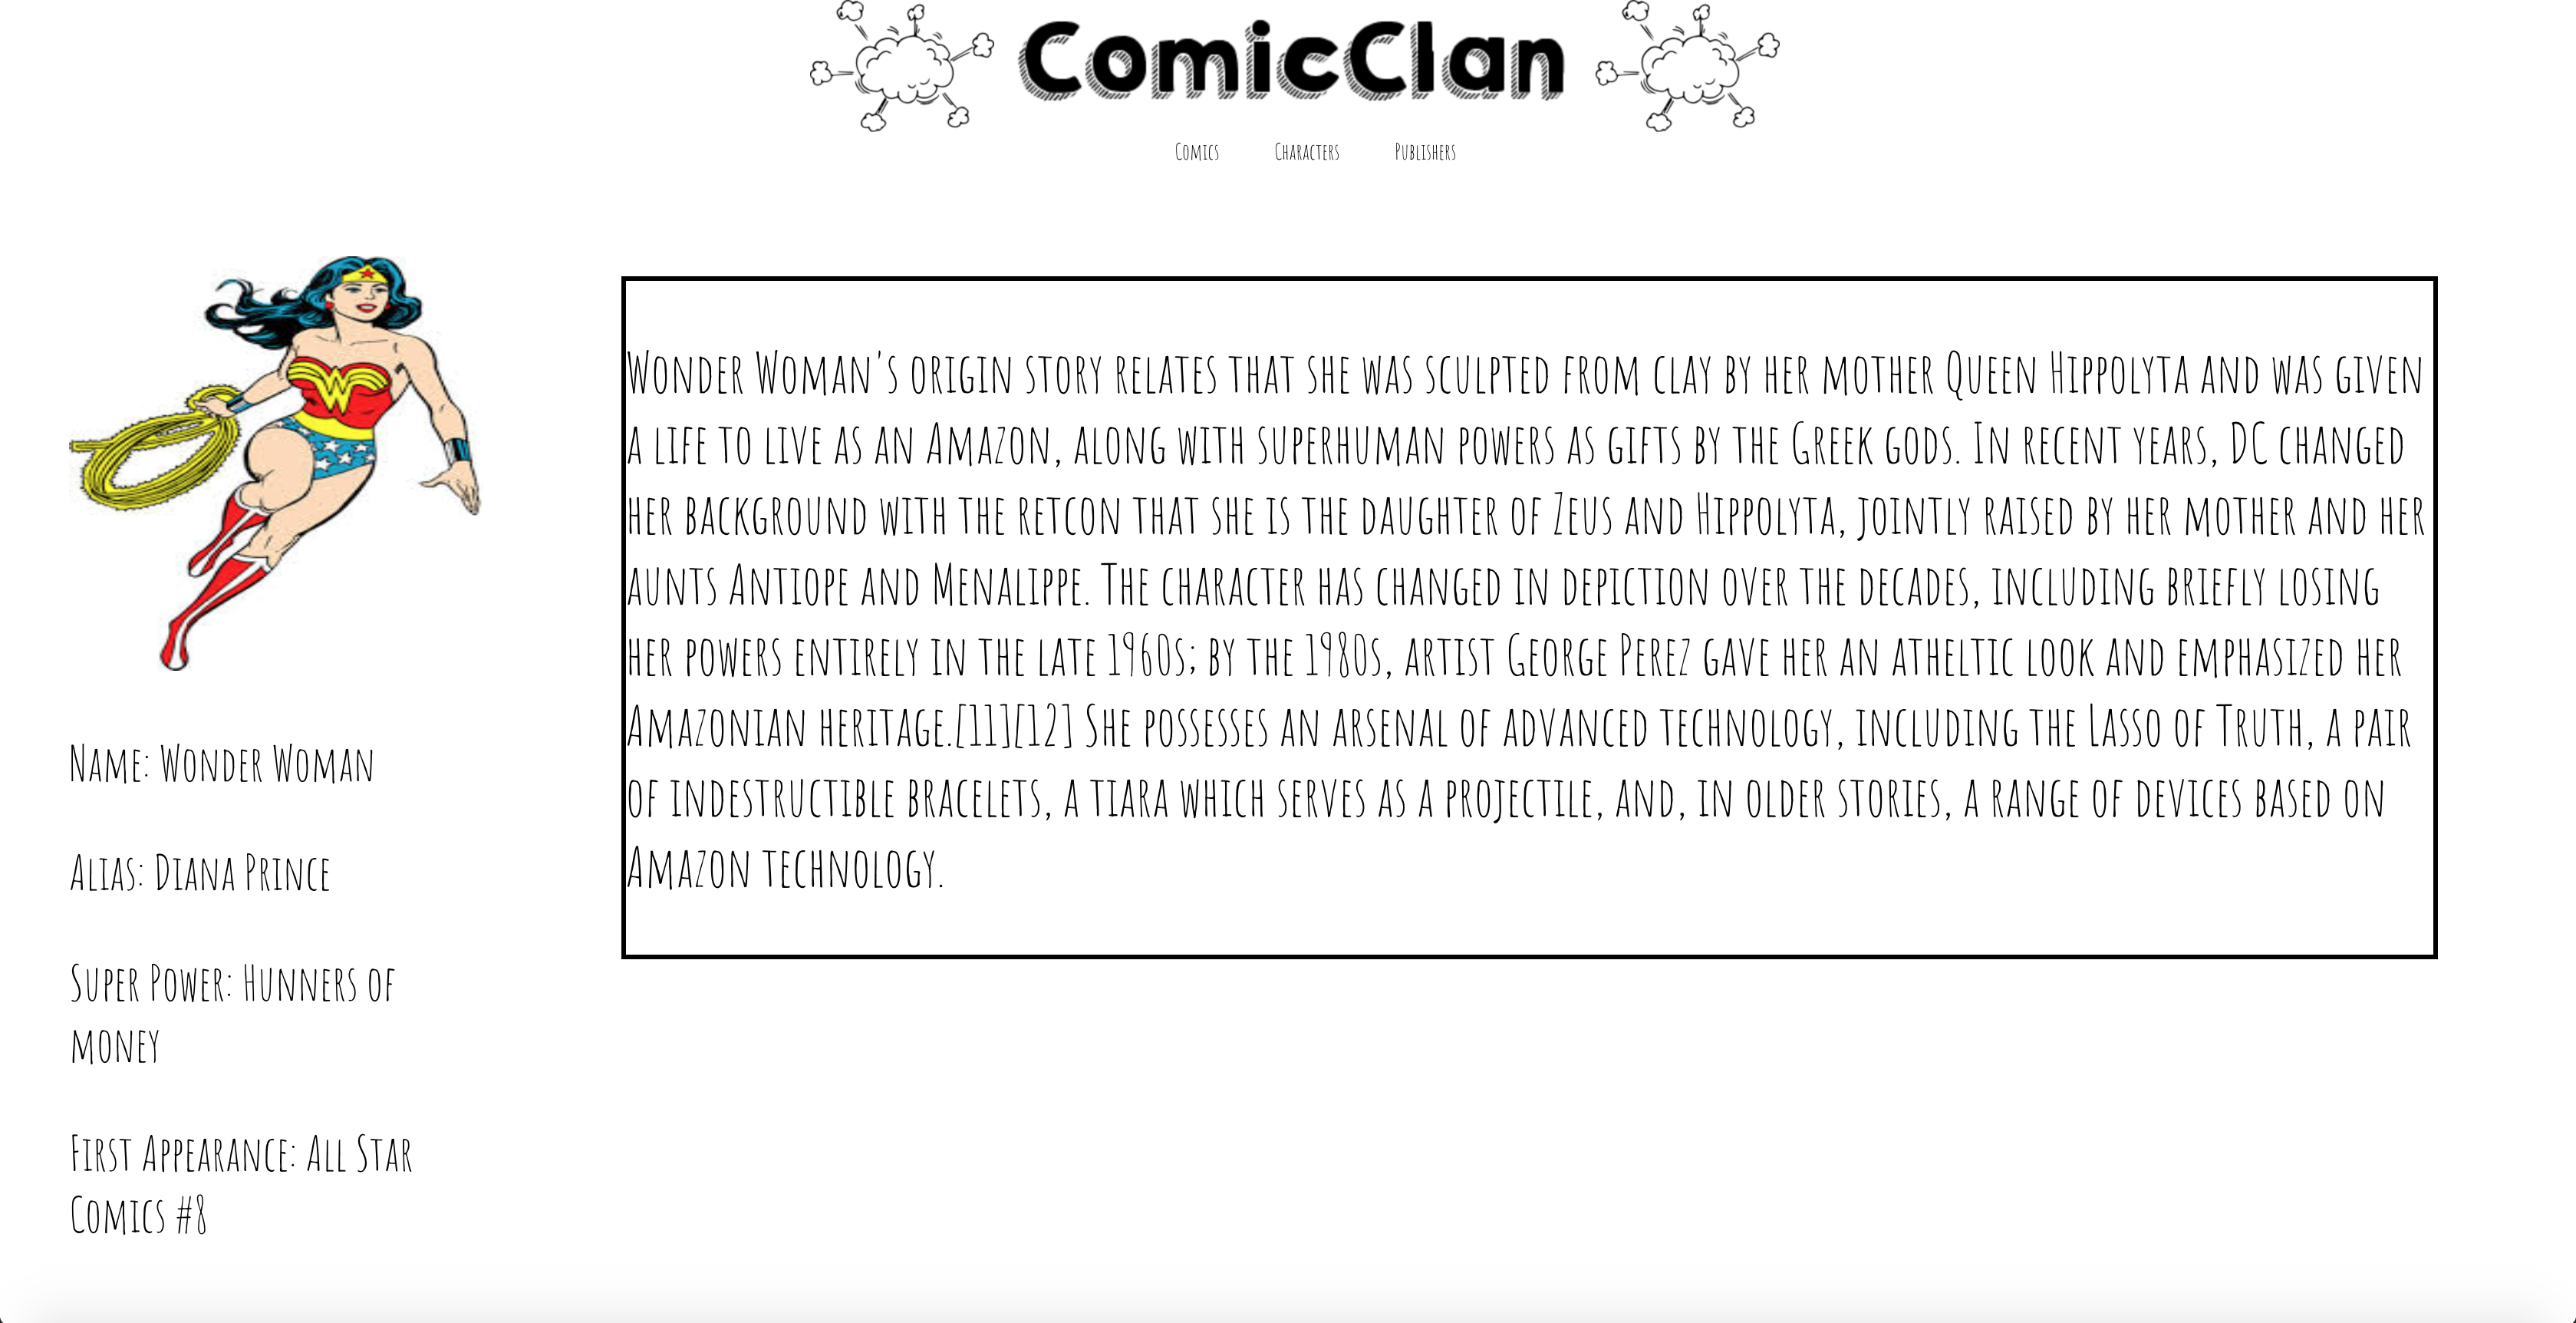 ComicClan
Comics Characters Publishers
Wonder Woman's origin story relates that she was sculpted from clay by her mother Queen Hippolyta and was given
a life to live as an Amazon, along with superhuman powers as gifts by the Greek gods. In recent years, DC changed
her background with the retcon that she is the daughter of Zeus and Hippolyta, jointly raised by her mother and her
aunts Antiope and Menalippe. The character has changed in depiction over the decades, including briefly losing
her powers entirely in the late 1960s; by the 1980s, artist George Perez gave her an atheltic look and emphasized her
Amazonian heritage.[11][12] She possesses an arsenal of advanced technology, including the Lasso of Truth, a pair
of indestructible bracelets, a tiara which serves as a projectile, and, in older stories, a range of devices based on
Amazon technology.
Name: Wonder Woman
Alias: Diana Prince
Super Power: Hunners of
money
First Appearance: All Star
Comics #8